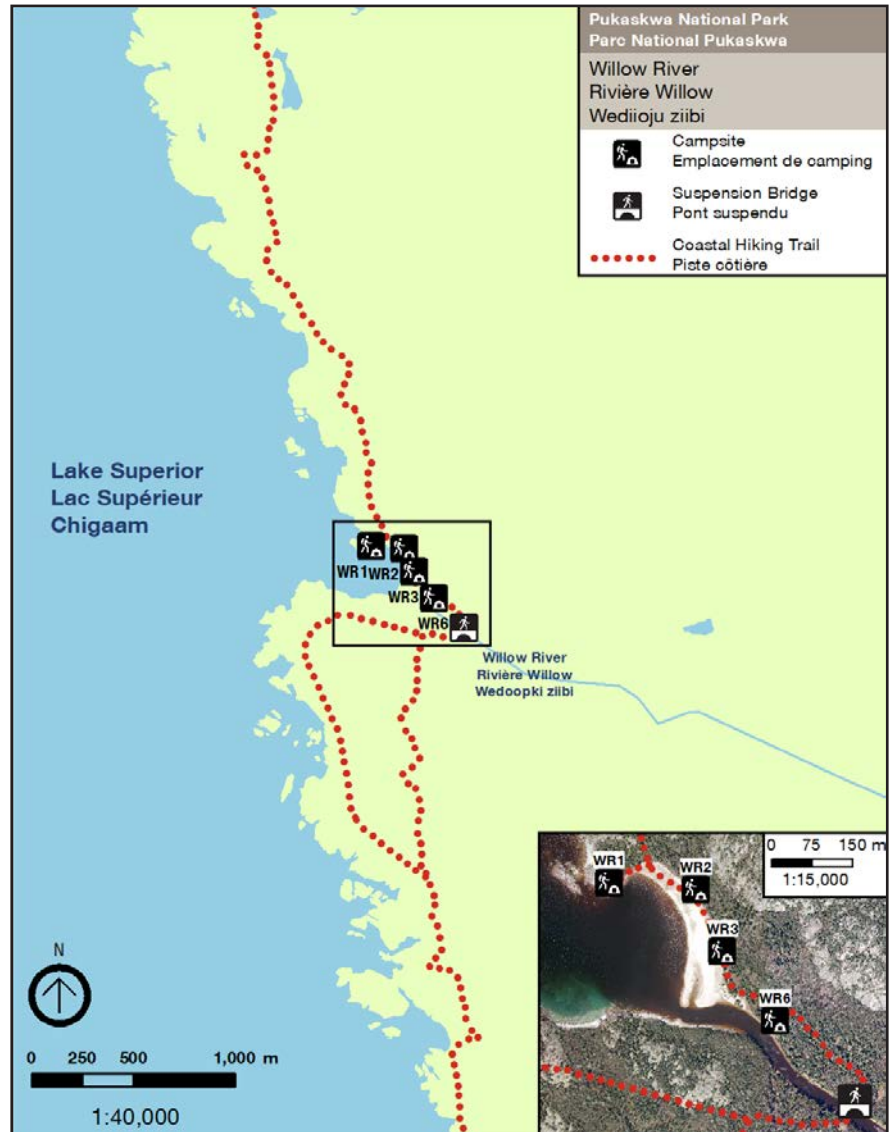 Pukaskwa National Park
Parc National Pukaskwa
Willow River
Rivière Willow
Wediioju ziibi
Campsite
Emplacement de camping
Suspension Bridge
Pont suspendu
Coastal Hiking Trail
Piste côtière
Lake Superior
Lac Supérieur
Chigaam
WR1
WR2
WR3
WR6
Willow River
Rivière Willow
Wedoopki ziibi
0 75 150 m
1:15,000
WR1
WR2
WR3
WR6
N
0 250 500 1,000 m
1:40,000